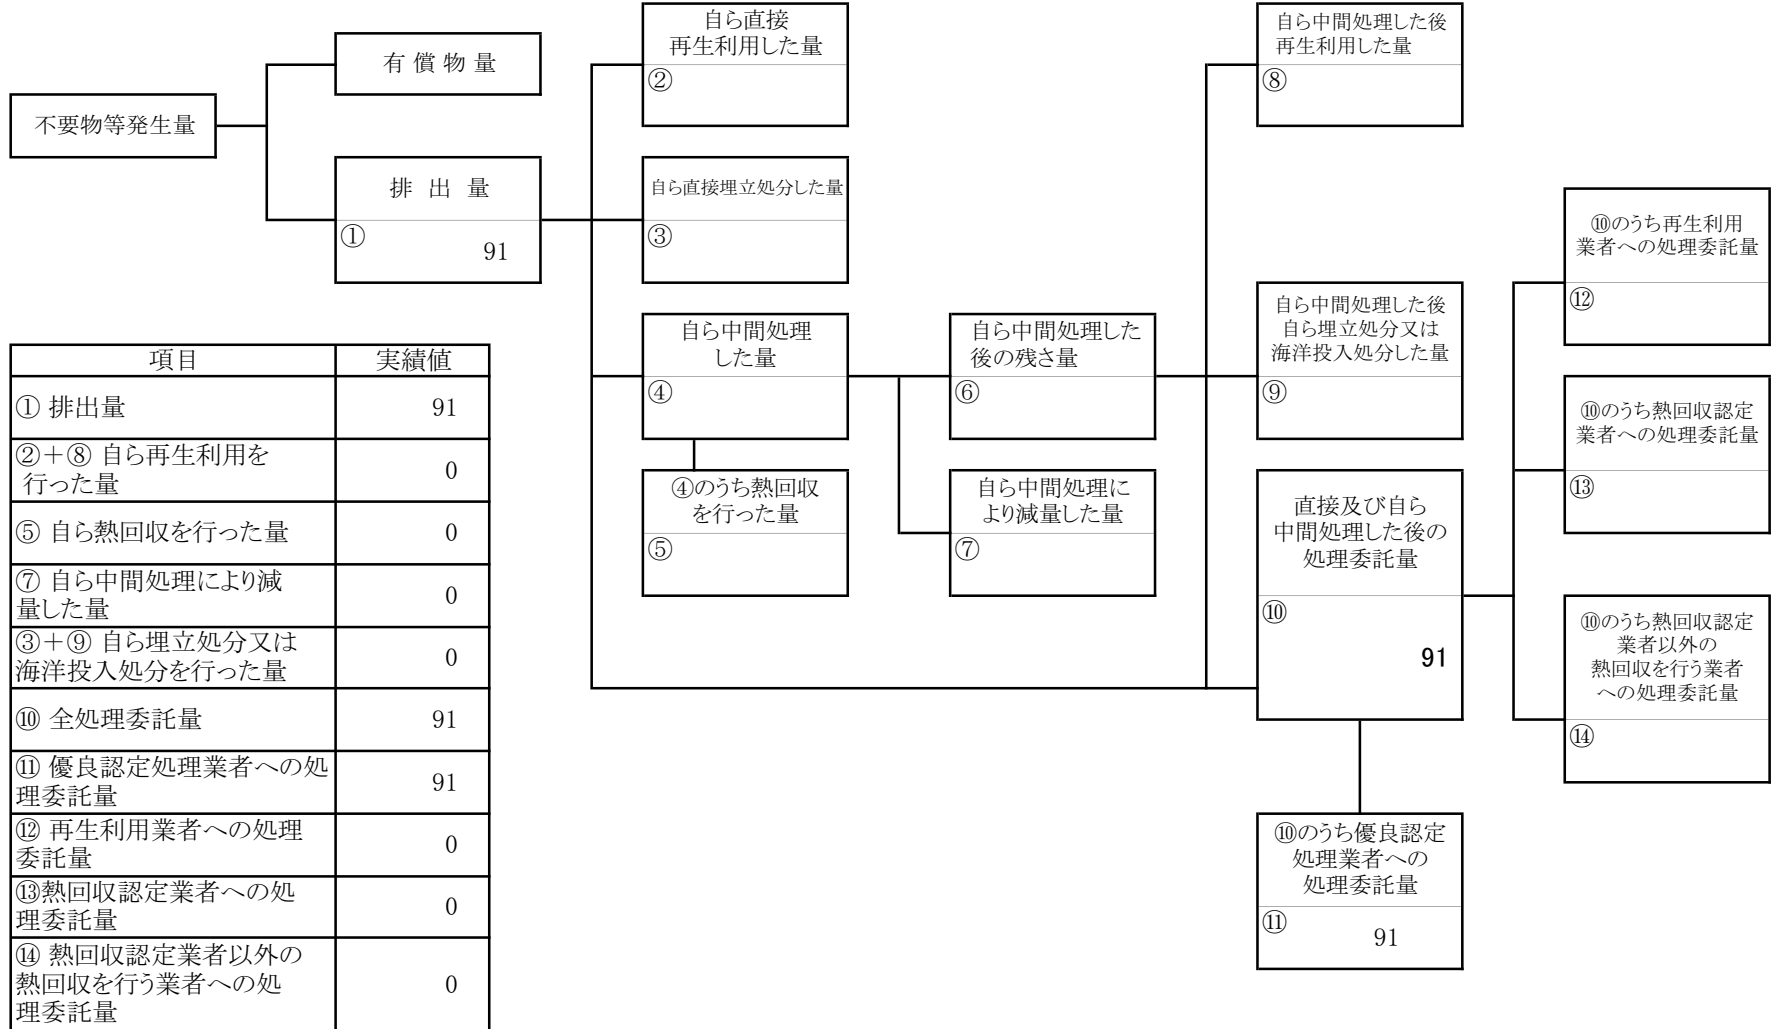 不要物等発生量
有 償 物 量
排 出 量
①
91
自ら直接
再生利用した量
②
自ら直接埋立処分した量
③
自ら中間処理
した量
④
④のうち熱回収
を行った量
⑤
自ら中間処理した
後の残さ量
⑥
自ら中間処理に
より減量した量
⑦
自ら中間処理した後
再生利用した量
⑧
自ら中間処理した後
自ら埋立処分又は
海洋投入処分した量
⑨
直接及び自ら
中間処理した後の
処理委託量
⑩
91
⑩のうち優良認定
処理業者への
処理委託量
⑪
91
⑩のうち再生利用
業者への処理委託量
⑫
⑩のうち熱回収認定
業者への処理委託量
⑬
⑩のうち熱回収認定
業者以外の
熱回収を行う業者
への処理委託量
⑭
項目 実績値
① 排出量 91
②＋⑧ 自ら再生利用を
行った量 0
⑤ 自ら熱回収を行った量 0
⑦ 自ら中間処理により減
量した量 0
③＋⑨ 自ら埋立処分又は
海洋投入処分を行った量 0
⑩ 全処理委託量 91
⑪ 優良認定処理業者への処
理委託量 91
⑫ 再生利用業者への処理
委託量 0
⑬熱回収認定業者への処
理委託量 0
⑭ 熱回収認定業者以外の
熱回収を行う業者への処
理委託量 0